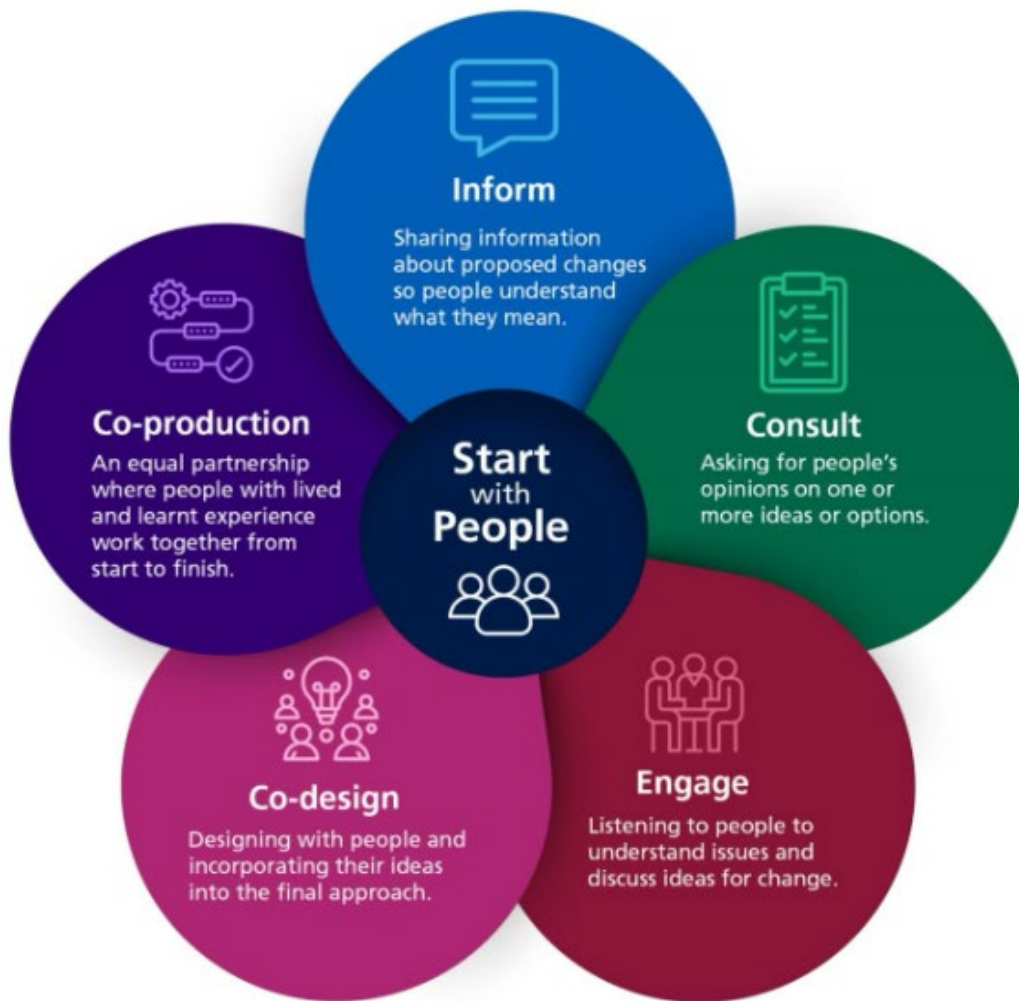 Inform
Sharing information
about proposed changes
so people understand
what they mean.
Consult
Asking for people’s
opinions on one or
more ideas or options.
Engage
Listening to people to
understand issues and
discuss ideas for change.
Co-design
Designing with people and
incorporating their ideas
into the final approach.
Co-production
An equal partnership
where people with lived
and learnt experience
work together from
start to finish.
Start
with
People